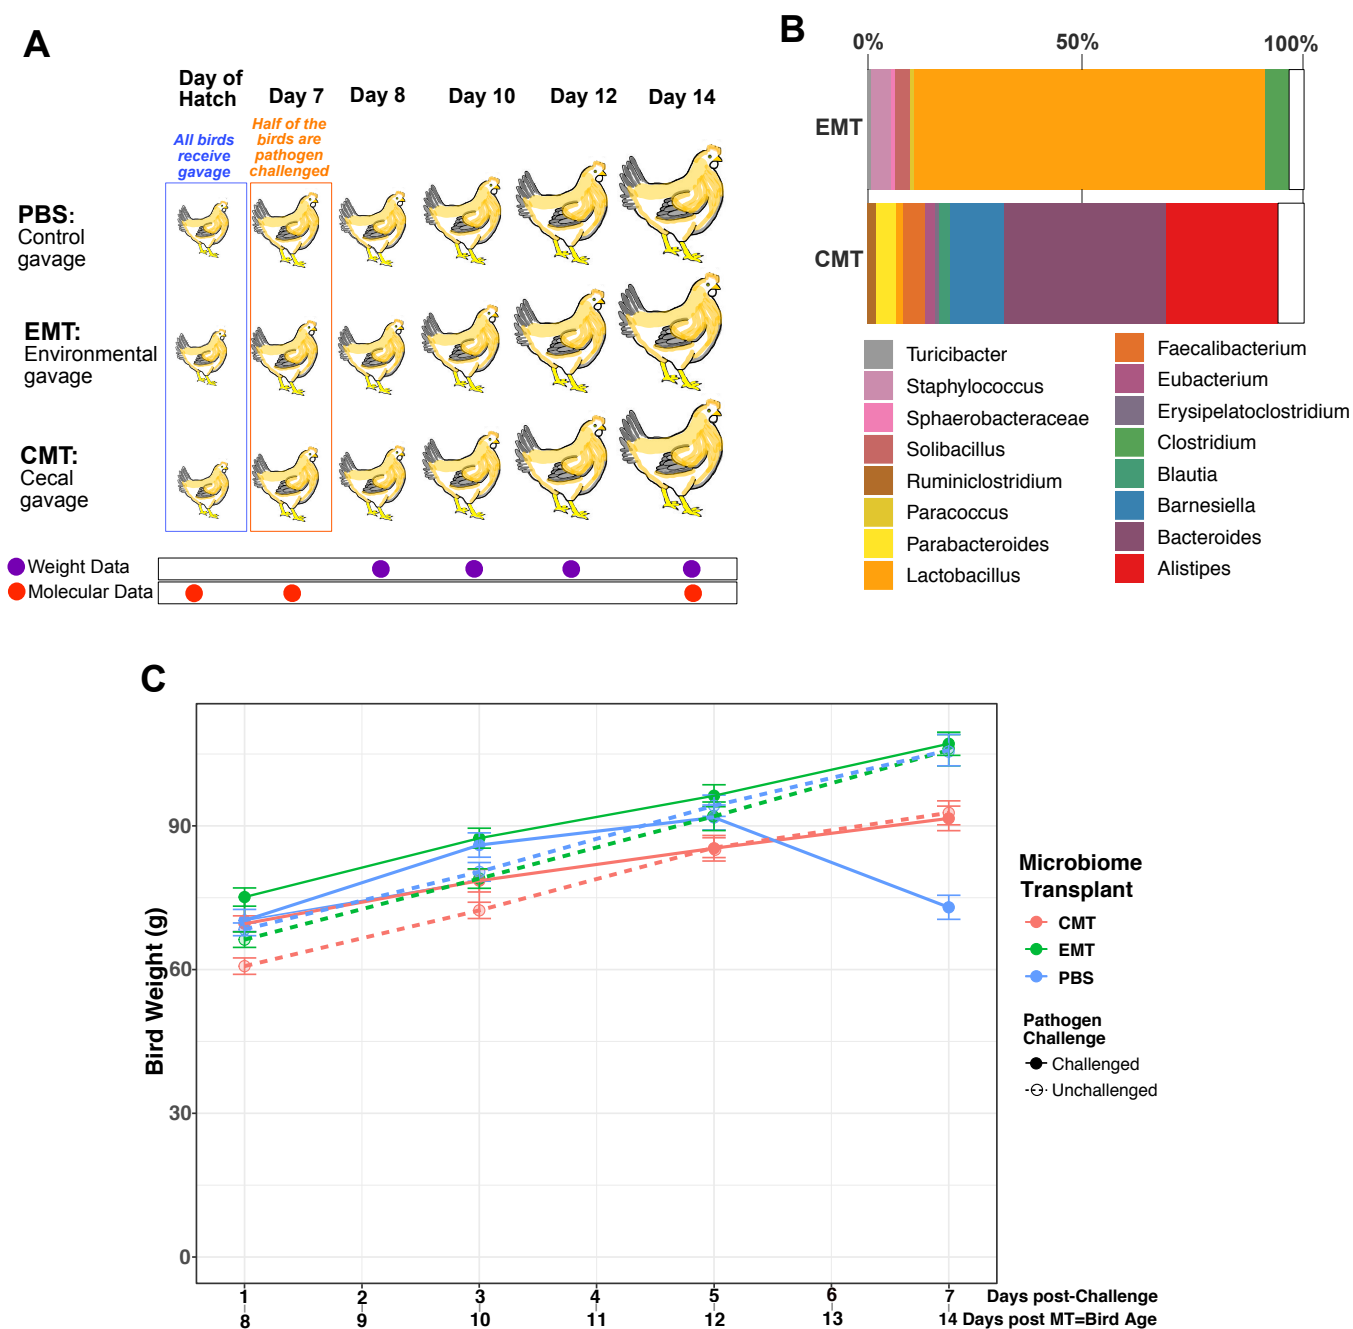 A
Day of
Hatch
Day 7
Day 8
Day 10
Day 12
Day 14
All birds
receive
gavage
Half of the
birds are
pathogen
challenged
PBS:
Control
gavage
EMT:
Environmental
gavage
CMT:
Cecal
gavage
Weight Data
Molecular Data
B
0%
50%
100%
EMT
CMT
Turicibacter
Staphylococcus
Sphaerobacteraceae
Solibacillus
Ruminiclostridium
Paracoccus
Parabacteroides
Lactobacillus
Faecalibacterium
Eubacterium
Erysipelatoclostridium
Clostridium
Blautia
Barnesiella
Bacteroides
Alistipes
C
Bird Weight (g)
90
60
30
0
1 2 3 5 4 6 7 Days post-Challenge
8 9 10 11 12 13 14 Days post MT=Bird Age
Microbiome
Transplant
CMT
EMT
PBS
Pathogen
Challenge
Challenged
Unchallenged